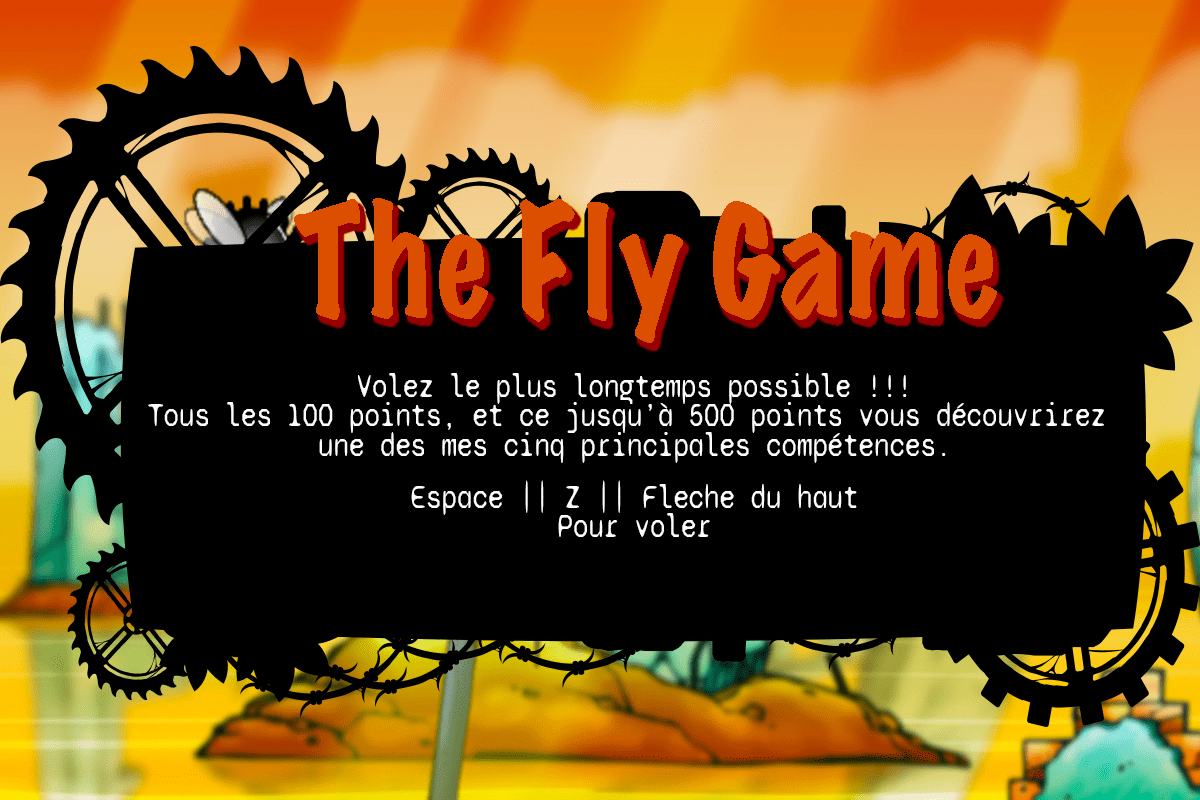 The Fly Game
Volez le plus longtemps possible !!!
Tous les 100 points, et ce jusqu'à 500 points vous découvrirez
une des mes cinq principales compétences.
Espace || Z || Fleche du haut
Pour voler